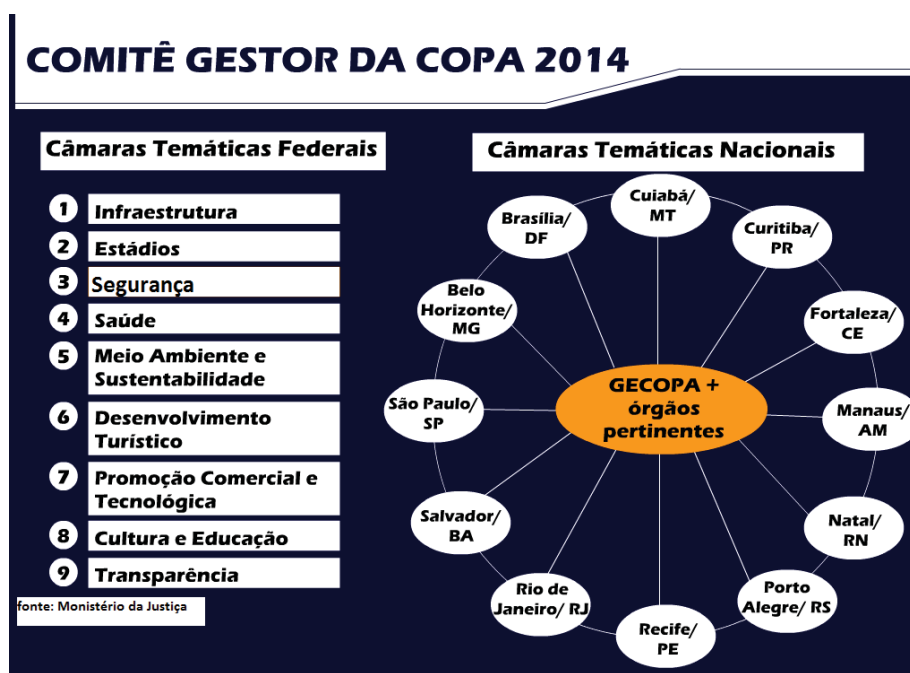 COMITÊ GESTOR DA COPA 2014
Câmaras Temáticas Federais
1 Infraestrutura
2 Estádios
3 Segurança
4 Saúde
5 Meio Ambiente e
Sustentabilidade
6 Desenvolvimento
Turístico
7 Promoção Comercial e
Tecnológica
8 Cultura e Educação
9 Transparência
fonte: Monistério da Justiça
Câmaras Temáticas Nacionais
Cuiabá/
MT
Curitiba/
PR
Fortaleza/
CE
Manaus/
AM
Natal/
RN
Porto
Alegre/ RS
Recife/
PE
Rio de
Janeiro/ RJ
Salvador/
BA
São Paulo/
SP
Belo
Horizonte/
MG
Brasília/
DF
GECOPA +
órgãos
pertinentes